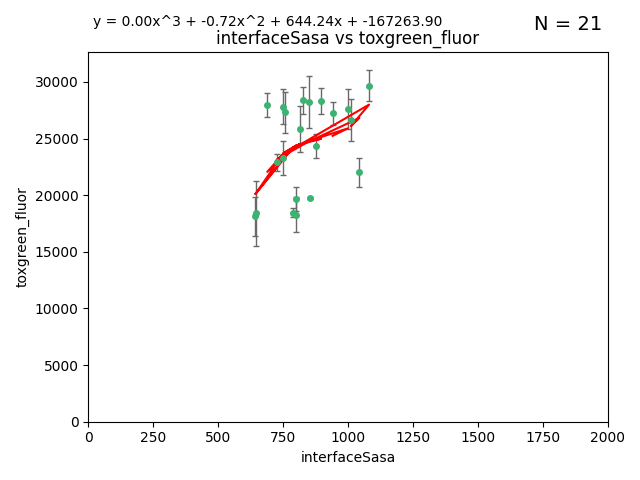 y = 0.00x^3 + -0.72x^2 + 644.24x + -167263.90
N = 21
interfaceSasa vs toxgreen_fluor
30000
25000
20000
15000
10000
5000
0
toxgreen_fluor
0 250 500 750 1000 1250 1500 1750 2000
interfaceSasa